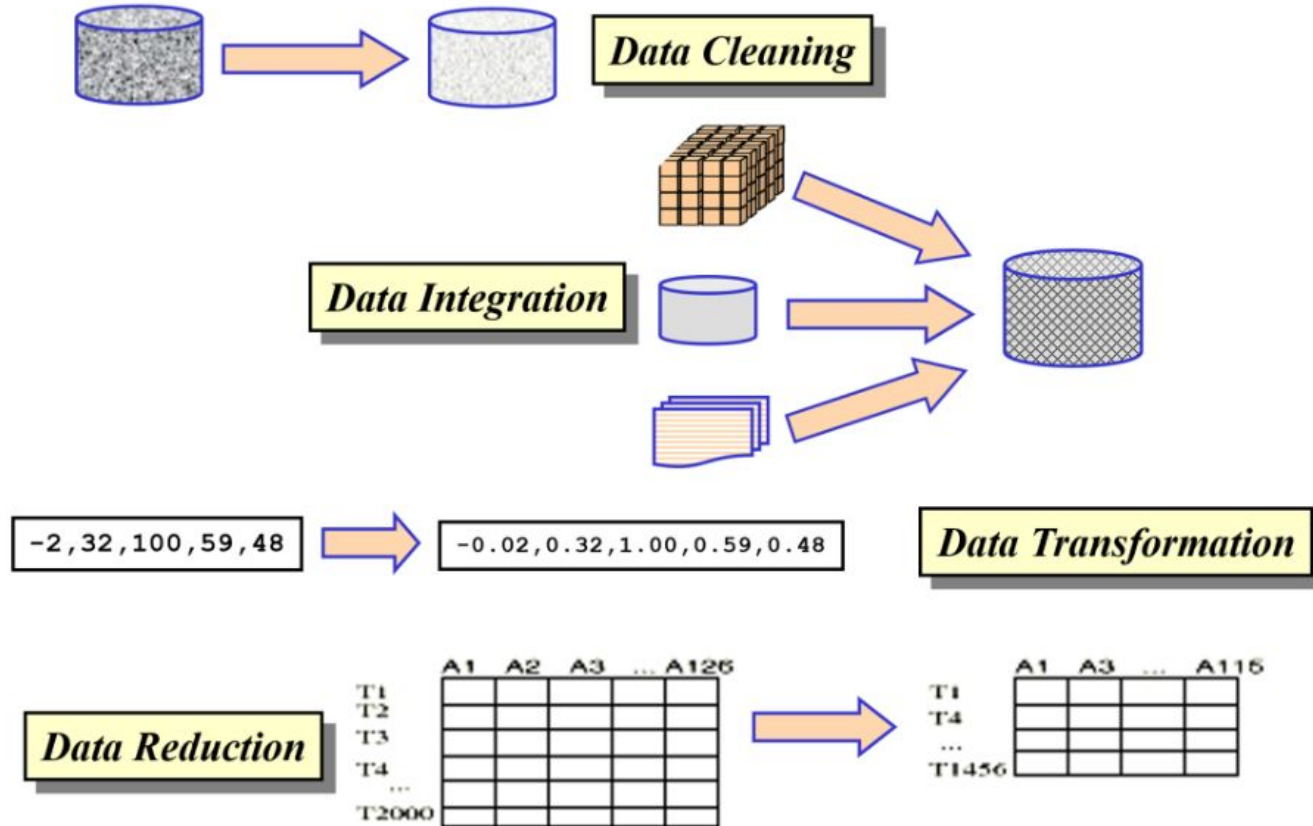 Data Cleaning
Data Integration
-2,32,100,59,48
-0.02,0.32,1.00,0.59,0.48
Data Transformation
Data Reduction
A1 A2 A3 ... A126
T1
T2
T3
T4
...
T2000
A1 A3 ... A115
T1
T4
...
T1456